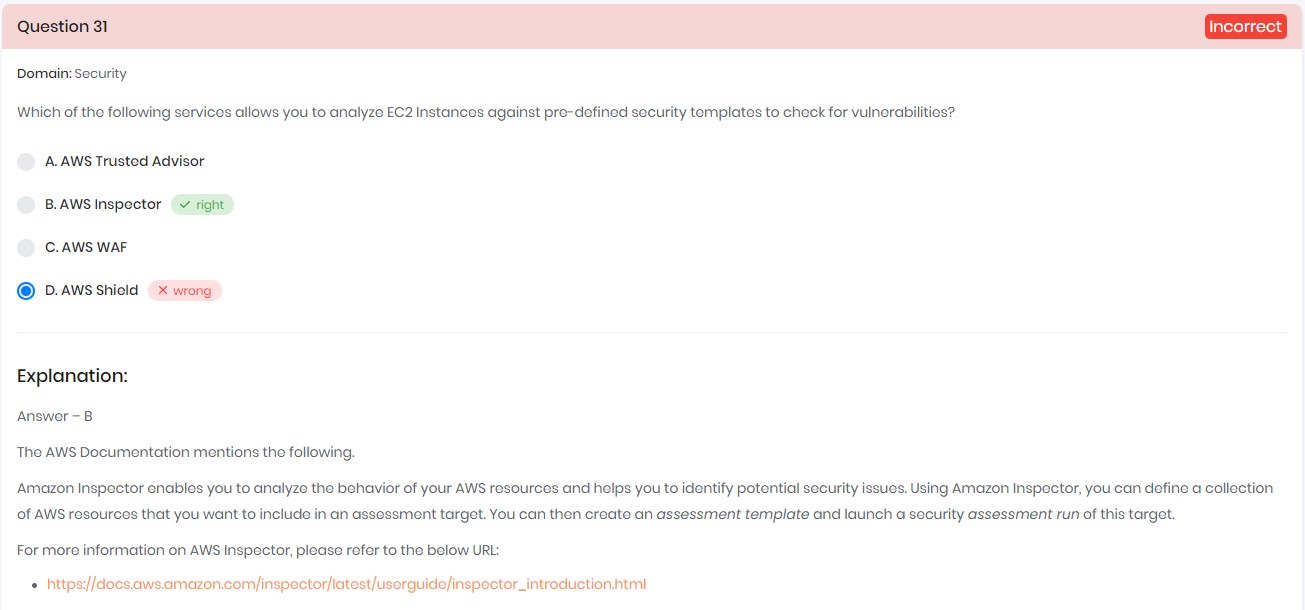 Question 31
Incorrect
Domain: Security
Which of the following services allows you to analyze EC2 Instances against pre-defined security templates to check for vulnerabilities?
A. AWS Trusted Advisor
B. AWS Inspector ✓ right
C. AWS WAF
D. AWS Shield ✕ wrong
Explanation:
Answer – B
The AWS Documentation mentions the following.
Amazon Inspector enables you to analyze the behavior of your AWS resources and helps you to identify potential security issues. Using Amazon Inspector, you can define a collection
of AWS resources that you want to include in an assessment target. You can then create an assessment template and launch a security assessment run of this target.
For more information on AWS Inspector, please refer to the below URL:
• https://docs.aws.amazon.com/inspector/latest/userguide/inspector_introduction.html